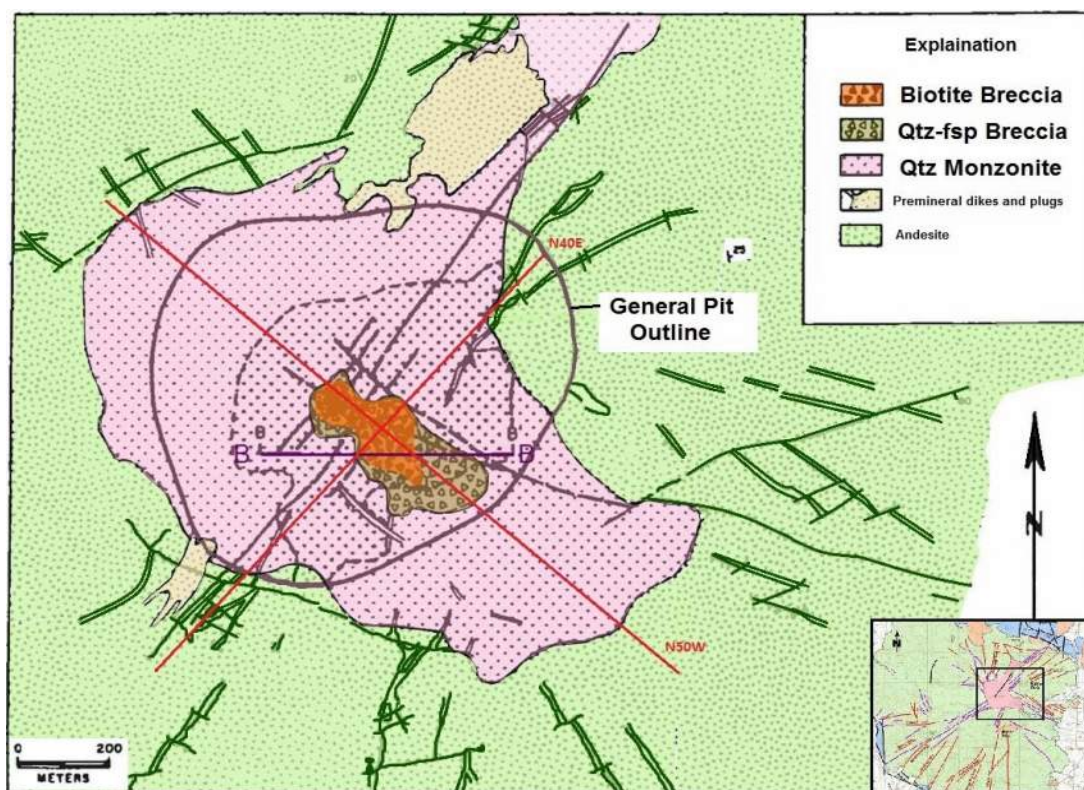 Explaination
Biotite Breccia
Qtz-fsp Breccia
Qtz Monzonite
Premineral dikes and plugs
Andesite
N40E
General Pit
Outline
B
B
B
B
N50W
N
0 200
METERS